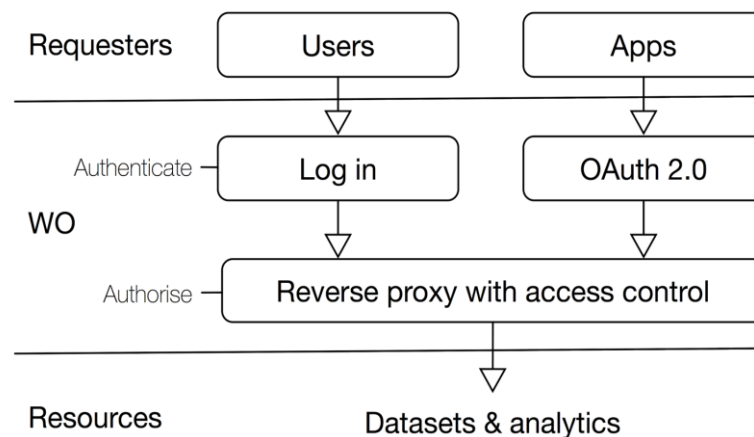 Requesters
Users
Apps
Authenticate
Log in
OAuth 2.0
WO
Authorise
Reverse proxy with access control
Resources
Datasets & analytics